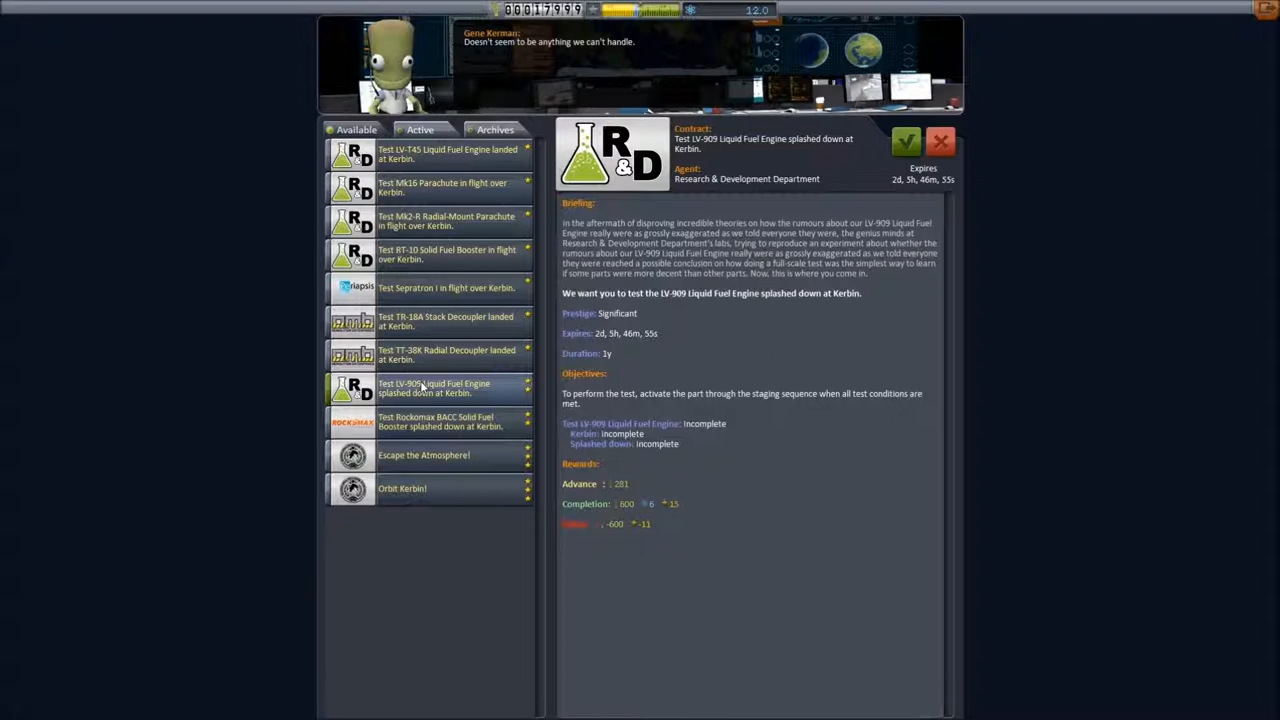 00017999
12.0
Gene Kerman:
Doesn't seem to be anything we can't handle.
Available
Active
Archives
Test LV-T45 Liquid Fuel Engine landed
at Kerbin.
Test Mk16 Parachute in flight over
Kerbin.
Test Mk2-R Radial-Mount Parachute
in flight over Kerbin.
Test RT-10 Solid Fuel Booster in flight
over Kerbin.
Test Sepratron I in flight over Kerbin.
Test TR-18A Stack Decoupler landed
at Kerbin.
Test TT-38K Radial Decoupler landed
at Kerbin.
Test LV-909 Liquid Fuel Engine
splashed down at Kerbin.
ROCKOMAX
Test Rockomax BACC Solid Fuel
Booster splashed down at Kerbin.
Escape the Atmosphere!
Orbit Kerbin!
R&D
Contract:
Test LV-909 Liquid Fuel Engine splashed down at
Kerbin.
Agent:
Research & Development Department
Expires
2d, 5h, 46m, 55s
Briefing:
In the aftermath of disproving incredible theories on how the rumours about our LV-909 Liquid Fuel
Engine really were as grossly exaggerated as we told everyone they were, the genius minds at
Research & Development Department's labs, trying to reproduce an experiment about whether the
rumours about our LV-909 Liquid Fuel Engine really were as grossly exaggerated as we told everyone
they were reached a possible conclusion on how doing a full-scale test was the simplest way to learn
if some parts were more decent than other parts. Now, this is where you come in.
We want you to test the LV-909 Liquid Fuel Engine splashed down at Kerbin.
Prestige: Significant
Expires: 2d, 5h, 46m, 55s
Duration: 1y
Objectives:
To perform the test, activate the part through the staging sequence when all test conditions are
met.
Test LV-909 Liquid Fuel Engine: Incomplete
Kerbin: Incomplete
Splashed down: Incomplete
Rewards:
Advance : 281
Completion: 600 6 +15
-600 -11